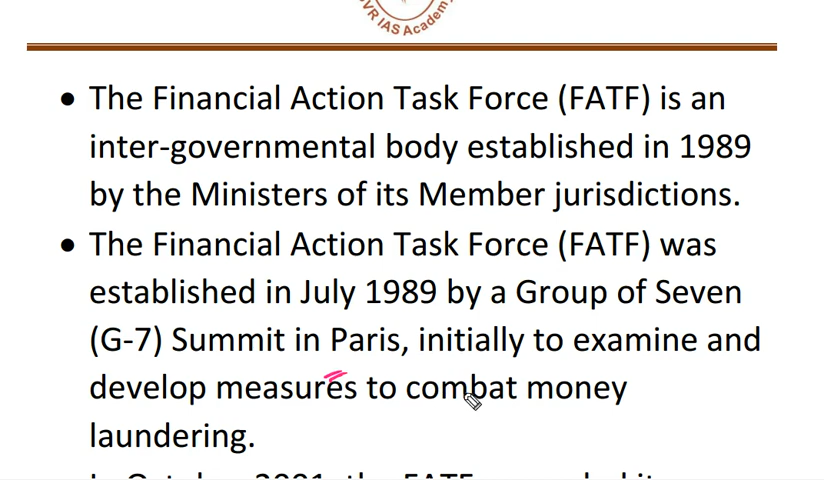 VR IAS Academy
• The Financial Action Task Force (FATF) is an
inter-governmental body established in 1989
by the Ministers of its Member jurisdictions.
• The Financial Action Task Force (FATF) was
established in July 1989 by a Group of Seven
(G-7) Summit in Paris, initially to examine and
develop measures to combat money
laundering.